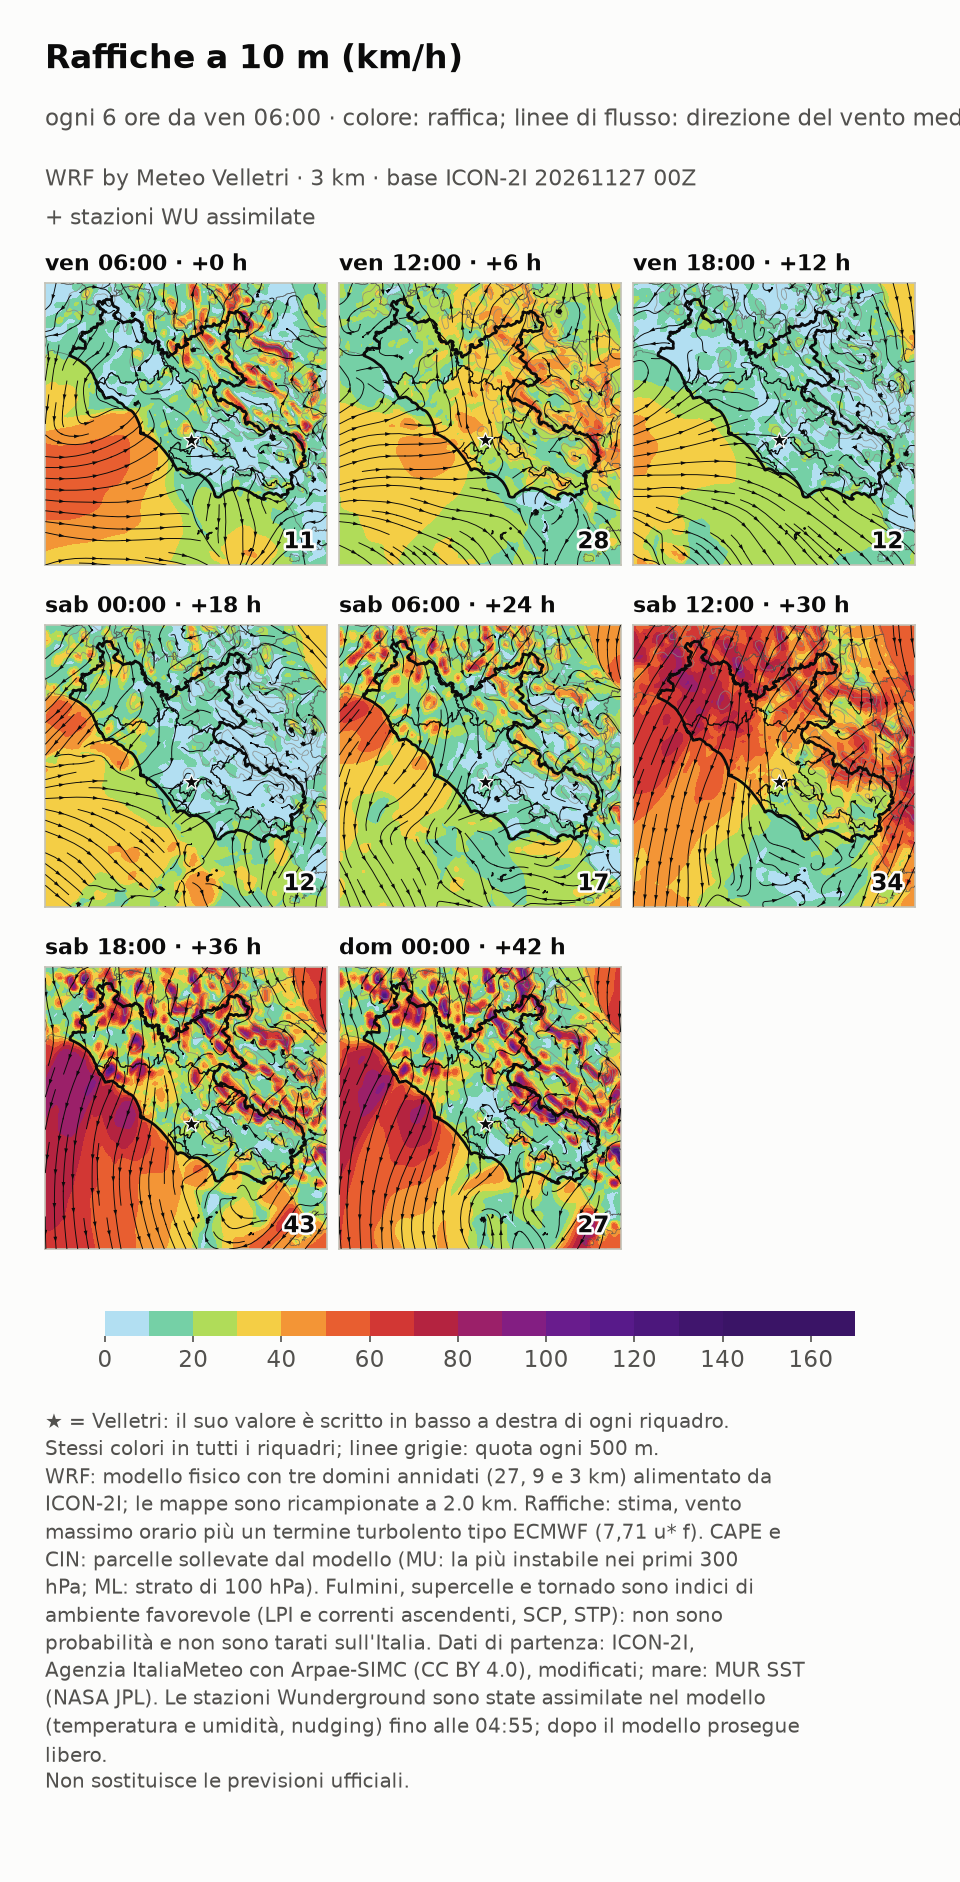 Raffiche a 10 m (km/h)
ogni 6 ore da ven 06:00 · colore: raffica; linee di flusso: direzione del vento med
WRF by Meteo Velletri · 3 km · base ICON-2I 20261127 00Z
+ stazioni WU assimilate
ven 06:00 · +0 h
ven 12:00 · +6 h
ven 18:00 · +12 h
11
28
12
sab 00:00 · +18 h
sab 06:00 · +24 h
sab 12:00 · +30 h
12
17
34
sab 18:00 · +36 h
dom 00:00 · +42 h
43
27
0 20 40 60 80 100 120 140 160
★ = Velletri: il suo valore è scritto in basso a destra di ogni riquadro.
Stessi colori in tutti i riquadri; linee grigie: quota ogni 500 m.
WRF: modello fisico con tre domini annidati (27, 9 e 3 km) alimentato da
ICON-2I; le mappe sono ricampionate a 2.0 km. Raffiche: stima, vento
massimo orario più un termine turbolento tipo ECMWF (7,71 u* f). CAPE e
CIN: parcelle sollevate dal modello (MU: la più instabile nei primi 300
hPa; ML: strato di 100 hPa). Fulmini, supercelle e tornado sono indici di
ambiente favorevole (LPI e correnti ascendenti, SCP, STP): non sono
probabilità e non sono tarati sull'Italia. Dati di partenza: ICON-2I,
Agenzia ItaliaMeteo con Arpae-SIMC (CC BY 4.0), modificati; mare: MUR SST
(NASA JPL). Le stazioni Wunderground sono state assimilate nel modello
(temperatura e umidità, nudging) fino alle 04:55; dopo il modello prosegue
libero.
Non sostituisce le previsioni ufficiali.